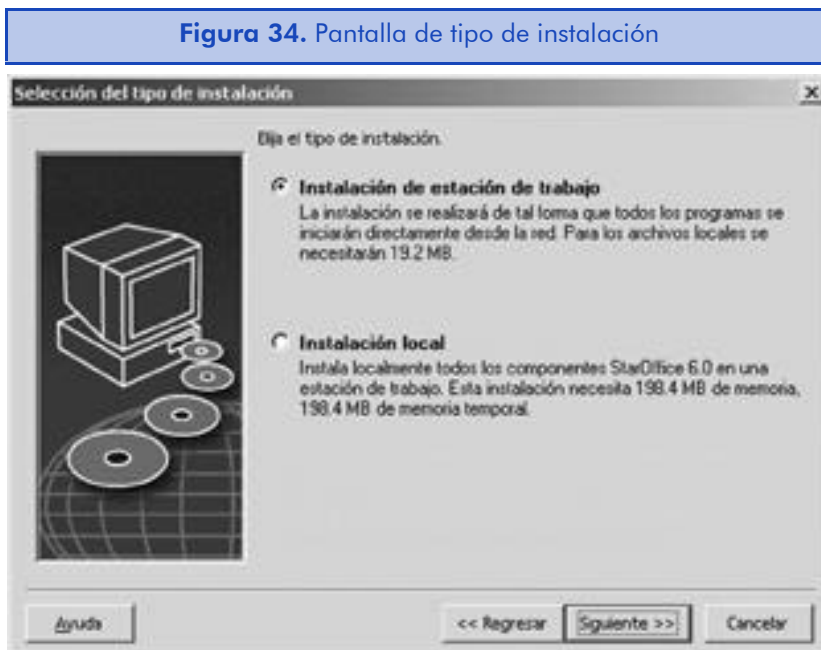 Figura 34. Pantalla de tipo de instalación
Selección del tipo de instalación
Elija el tipo de instalación.
Instalación de estación de trabajo
La instalación se realizará de tal forma que todos los programas se
iniciarán directamente desde la red. Para los archivos locales se
necesitarán 19.2 MB.
Instalación local
Instala localmente todos los componentes StarOffice 6.0 en una
estación de trabajo. Esta instalación necesita 198.4 MB de memoria,
198.4 MB de memoria temporal.
Ayuda
<< Regresar
Siguiente >>
Cancelar